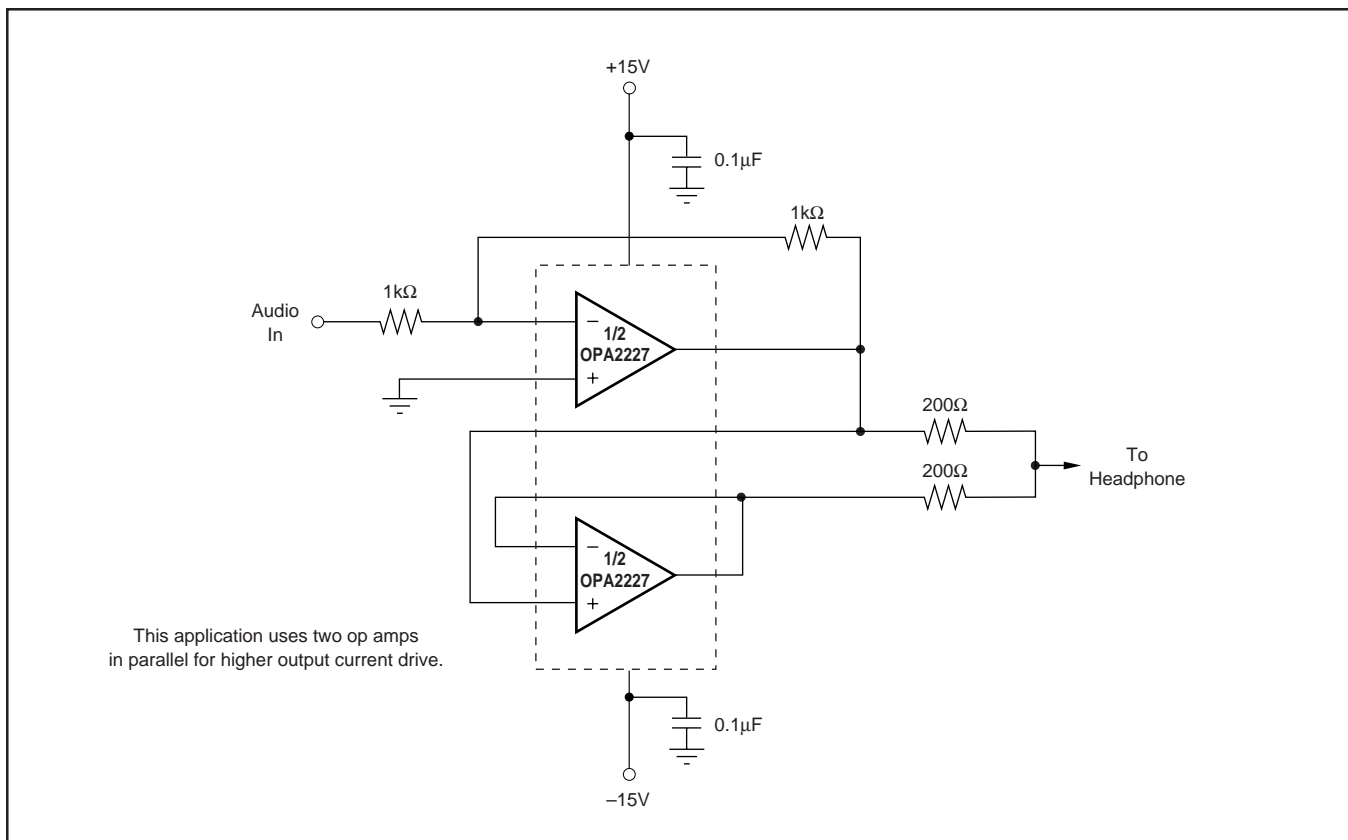 +15V
0.1µF
1kΩ
1kΩ
Audio
In
–
1/2
OPA2227
+
200Ω
To
Headphone
200Ω
–
1/2
OPA2227
+
This application uses two op amps
in parallel for higher output current drive.
0.1µF
–15V